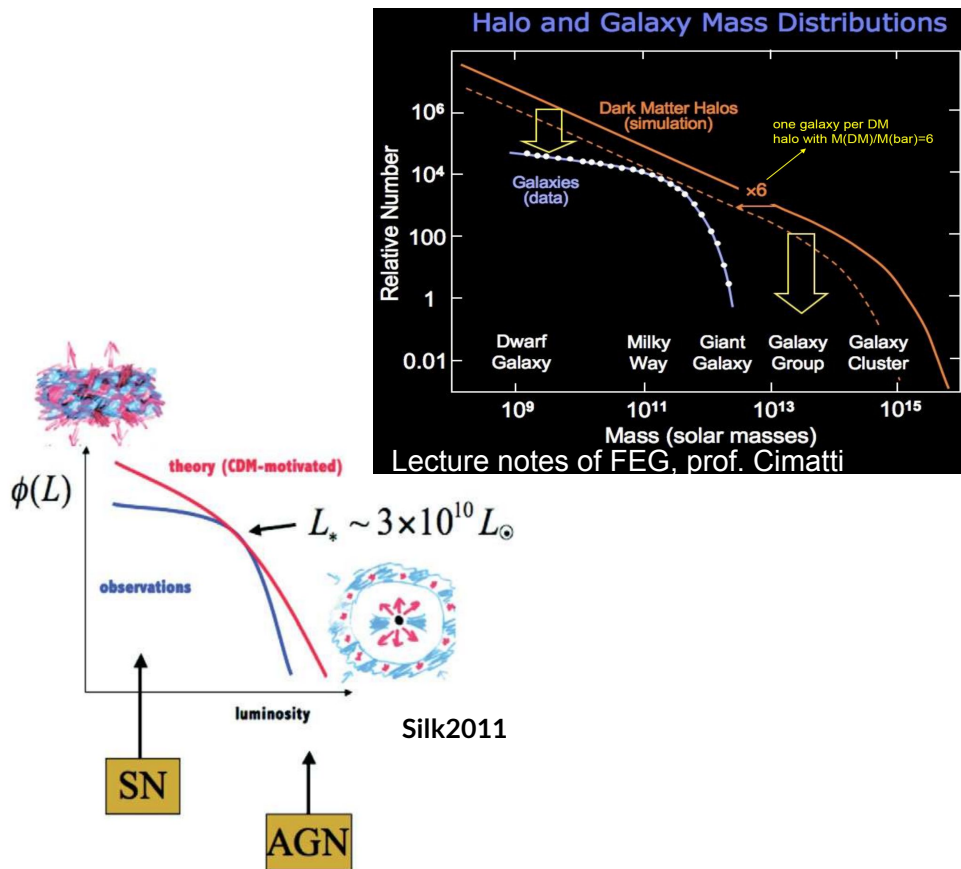 Halo and Galaxy Mass Distributions
10⁶
10⁴
100
1
0.01
Relative Number
Dark Matter Halos
(simulation)
one galaxy per DM
halo with M(DM)/M(bar)=6
×6
Galaxies
(data)
Dwarf
Galaxy
Milky
Way
Giant
Galaxy
Galaxy
Group
Galaxy
Cluster
10⁹
10¹¹
10¹³
10¹⁵
Mass (solar masses)
Lecture notes of FEG, prof. Cimatti
ϕ(L)
theory (CDM-motivated)
L* ~ 3×10¹⁰ L⊙
observations
luminosity
Silk2011
SN
AGN